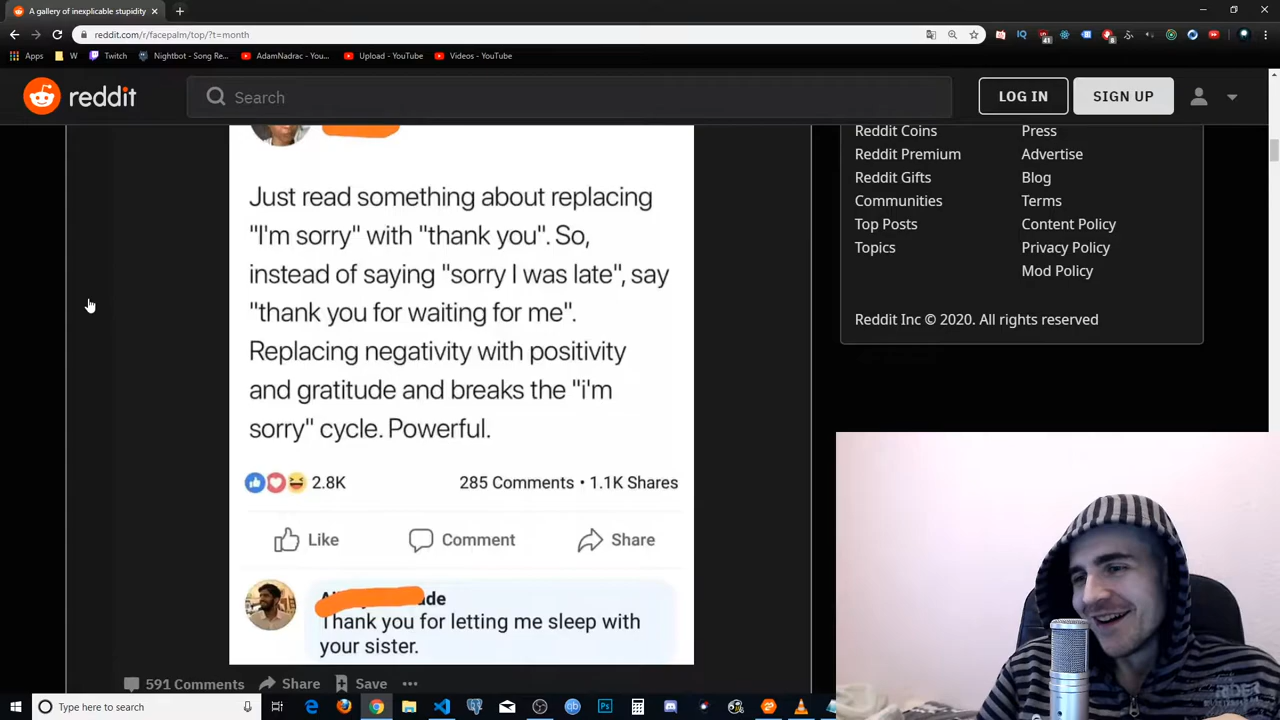 A gallery of inexplicable stupidity
reddit.com/r/facepalm/top/?t=month
Apps W Twitch Nightbot - Song Re... AdamNadrac - You... Upload - YouTube Videos - YouTube
reddit Search LOG IN SIGN UP
Just read something about replacing
"I'm sorry" with "thank you". So,
instead of saying "sorry I was late", say
"thank you for waiting for me".
Replacing negativity with positivity
and gratitude and breaks the "i'm
sorry" cycle. Powerful.
2.8K 285 Comments • 1.1K Shares
Like Comment Share
de
Thank you for letting me sleep with
your sister.
591 Comments Share Save
Reddit Coins Press
Reddit Premium Advertise
Reddit Gifts Blog
Communities Terms
Top Posts Content Policy
Topics Privacy Policy
Mod Policy
Reddit Inc © 2020. All rights reserved
Type here to search